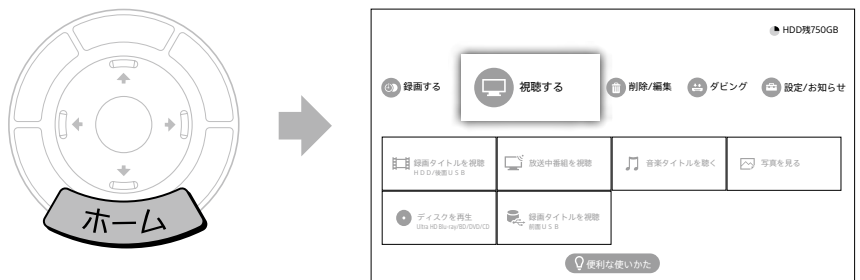 ホーム
HDD残750GB
録画する
視聴する
削除/編集
ダビング
設定/お知らせ
録画タイトルを視聴
HDD/後面USB
放送中番組を視聴
音楽タイトルを聴く
写真を見る
ディスクを再生
Ultra HD Blu-ray/BD/DVD/CD
録画タイトルを視聴
前面USB
便利な使いかた